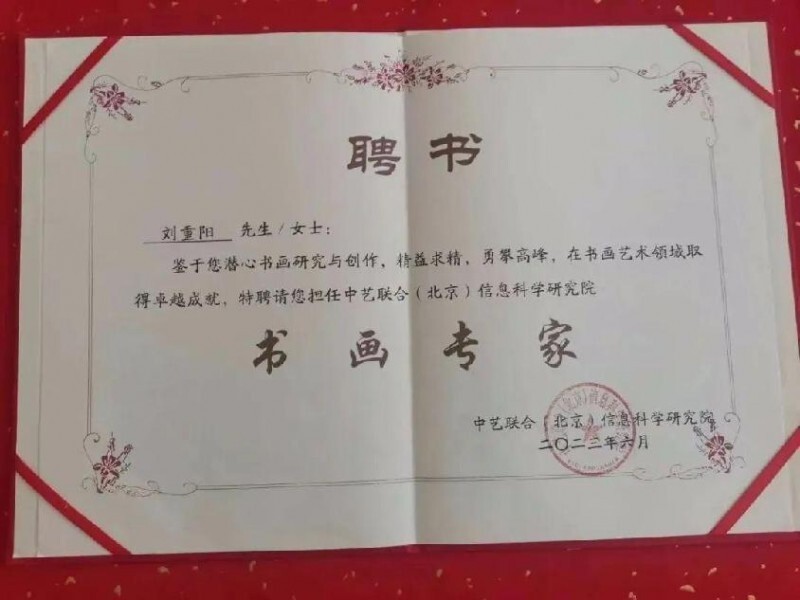 聘书
刘重阳 先生/女士：
鉴于您潜心书画研究与创作，精益求精，勇攀高峰，在书画艺术领域取
得卓越成就，特聘请您担任中艺联合（北京）信息科学研究院
书画专家
中艺联合（北京）信息科学研究院
二〇二二年六月